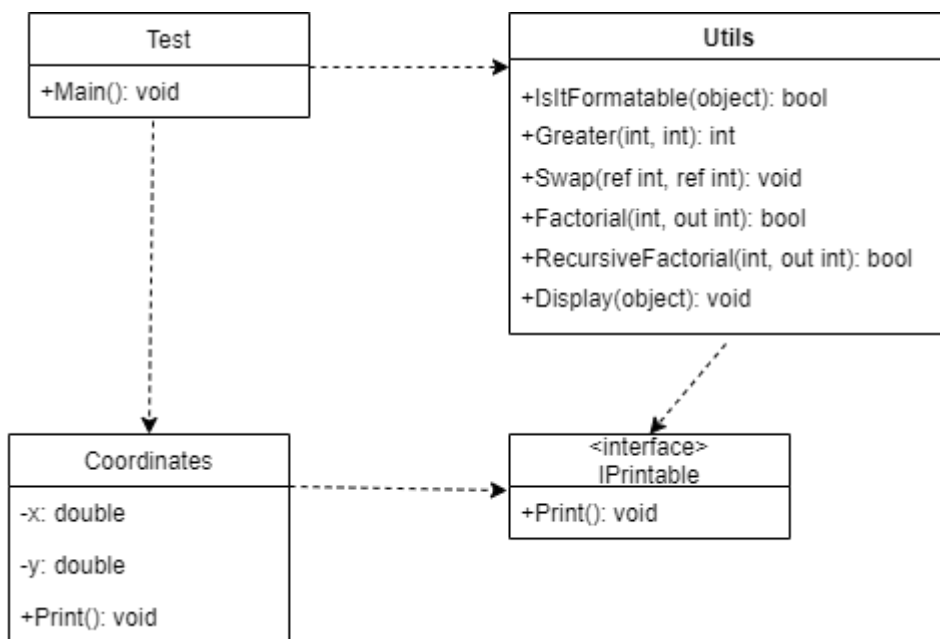 Test
+Main(): void
Utils
+IsItFormatable(object): bool
+Greater(int, int): int
+Swap(ref int, ref int): void
+Factorial(int, out int): bool
+RecursiveFactorial(int, out int): bool
+Display(object): void
Coordinates
-x: double
-y: double
+Print(): void
<interface>
IPrintable
+Print(): void